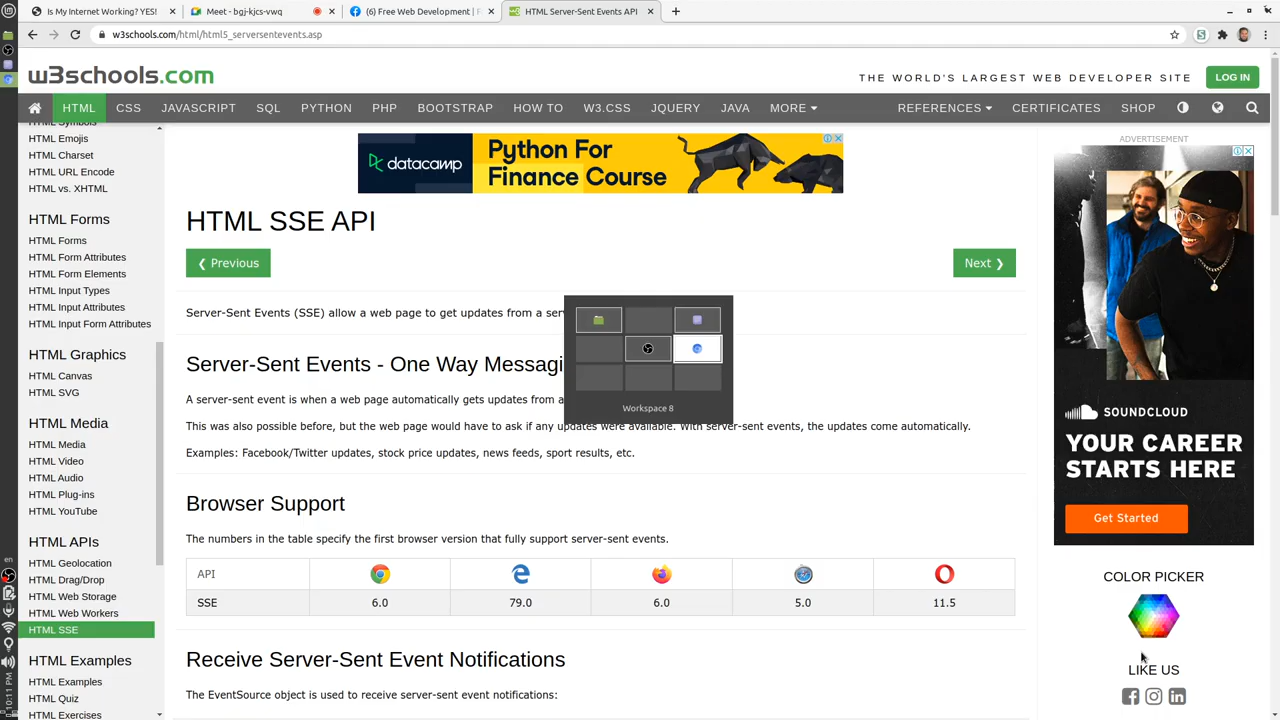 Is My Internet Working? YES!
Meet - bgj-kjcs-vwq
(6) Free Web Development | F
HTML Server-Sent Events API
w3schools.com/html/html5_serversentevents.asp
w3schools.com
THE WORLD'S LARGEST WEB DEVELOPER SITE
LOG IN
HTML
CSS
JAVASCRIPT
SQL
PYTHON
PHP
BOOTSTRAP
HOW TO
W3.CSS
JQUERY
JAVA
MORE
REFERENCES
CERTIFICATES
SHOP
HTML Symbols
HTML Emojis
HTML Charset
HTML URL Encode
HTML vs. XHTML
HTML Forms
HTML Forms
HTML Form Attributes
HTML Form Elements
HTML Input Types
HTML Input Attributes
HTML Input Form Attributes
HTML Graphics
HTML Canvas
HTML SVG
HTML Media
HTML Media
HTML Video
HTML Audio
HTML Plug-ins
HTML YouTube
HTML APIs
HTML Geolocation
HTML Drag/Drop
HTML Web Storage
HTML Web Workers
HTML SSE
HTML Examples
HTML Examples
HTML Quiz
HTML Exercises
datacamp
Python For
Finance Course
HTML SSE API
❮ Previous
Next ❯
Server-Sent Events (SSE) allow a web page to get updates from a ser
Server-Sent Events - One Way Messagi
A server-sent event is when a web page automatically gets updates from a
This was also possible before, but the web page would have to ask if any updates were available. With server-sent events, the updates come automatically.
Examples: Facebook/Twitter updates, stock price updates, news feeds, sport results, etc.
Workspace 8
Browser Support
The numbers in the table specify the first browser version that fully support server-sent events.
API
SSE 6.0 79.0 6.0 5.0 11.5
Receive Server-Sent Event Notifications
The EventSource object is used to receive server-sent event notifications:
ADVERTISEMENT
SOUNDCLOUD
YOUR CAREER
STARTS HERE
Get Started
COLOR PICKER
LIKE US
en
10:11 PM